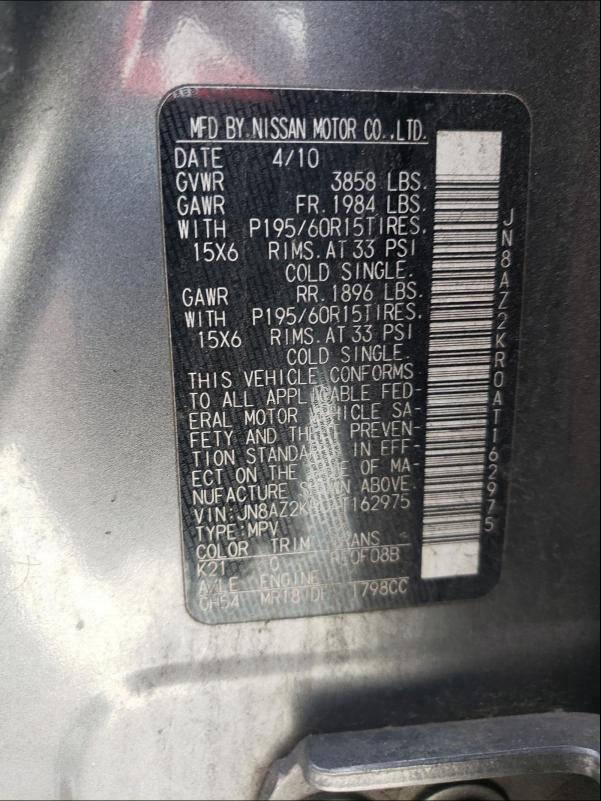 MFD BY NISSAN MOTOR CO.,LTD.
DATE 4/10
GVWR 3858 LBS.
GAWR FR. 1984 LBS.
WITH P195/60R15TIRES.
15X6 RIMS. AT 33 PSI
COLD SINGLE.
GAWR RR. 1896 LBS.
WITH P195/60R15TIRES.
15X6 RIMS. AT 33 PSI
COLD SINGLE.
THIS VEHICLE CONFORMS
TO ALL APPLICABLE FED-
ERAL MOTOR VEHICLE SA-
FETY AND THEFT PREVEN-
TION STANDARDS IN EFF-
ECT ON THE DATE OF MA-
NUFACTURE SHOWN ABOVE.
VIN: JN8AZ2KR0AT162975
TYPE: MPV
COLOR TRIM TRANS
K21 RE0F08B
AXLE ENGINE
MR18 1798CC
JN8AZ2KR0AT162975